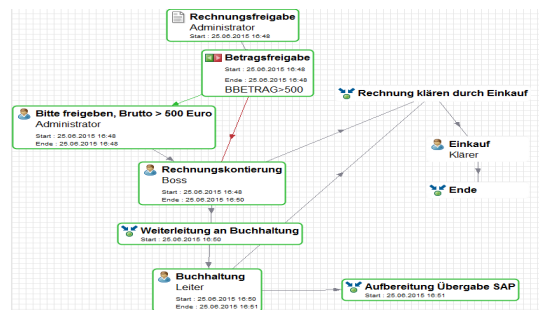 Rechnungsfreigabe
Administrator
Start : 25.06.2015 16:48
Betragsfreigabe
Start : 25.06.2015 16:48
Ende : 25.06.2015 16:48
BBETRAG>500
Rechnung klären durch Einkauf
Bitte freigeben, Brutto > 500 Euro
Administrator
Start : 25.06.2015 16:48
Ende : 25.06.2015 16:48
Einkauf
Klärer
Rechnungskontierung
Boss
Start : 25.06.2015 16:48
Ende : 25.06.2015 16:50
Ende
Weiterleitung an Buchhaltung
Start : 25.06.2015 16:50
Buchhaltung
Leiter
Start : 25.06.2015 16:50
Ende : 25.06.2015 16:51
Aufbereitung Übergabe SAP
Start : 25.06.2015 16:51